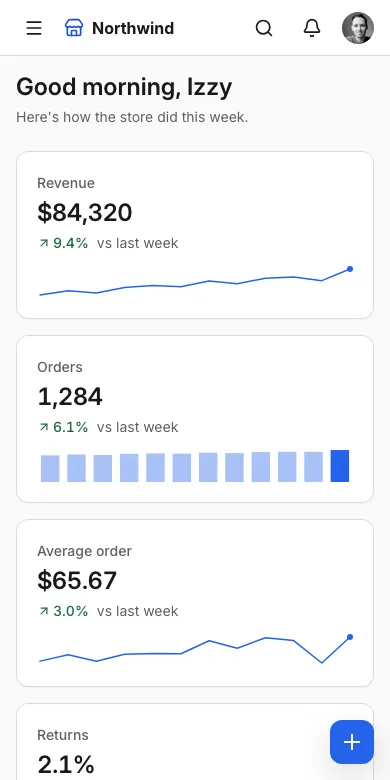 Northwind
Good morning, Izzy
Here's how the store did this week.
Revenue
$84,320
9.4% vs last week
Orders
1,284
6.1% vs last week
Average order
$65.67
3.0% vs last week
Returns
2.1%